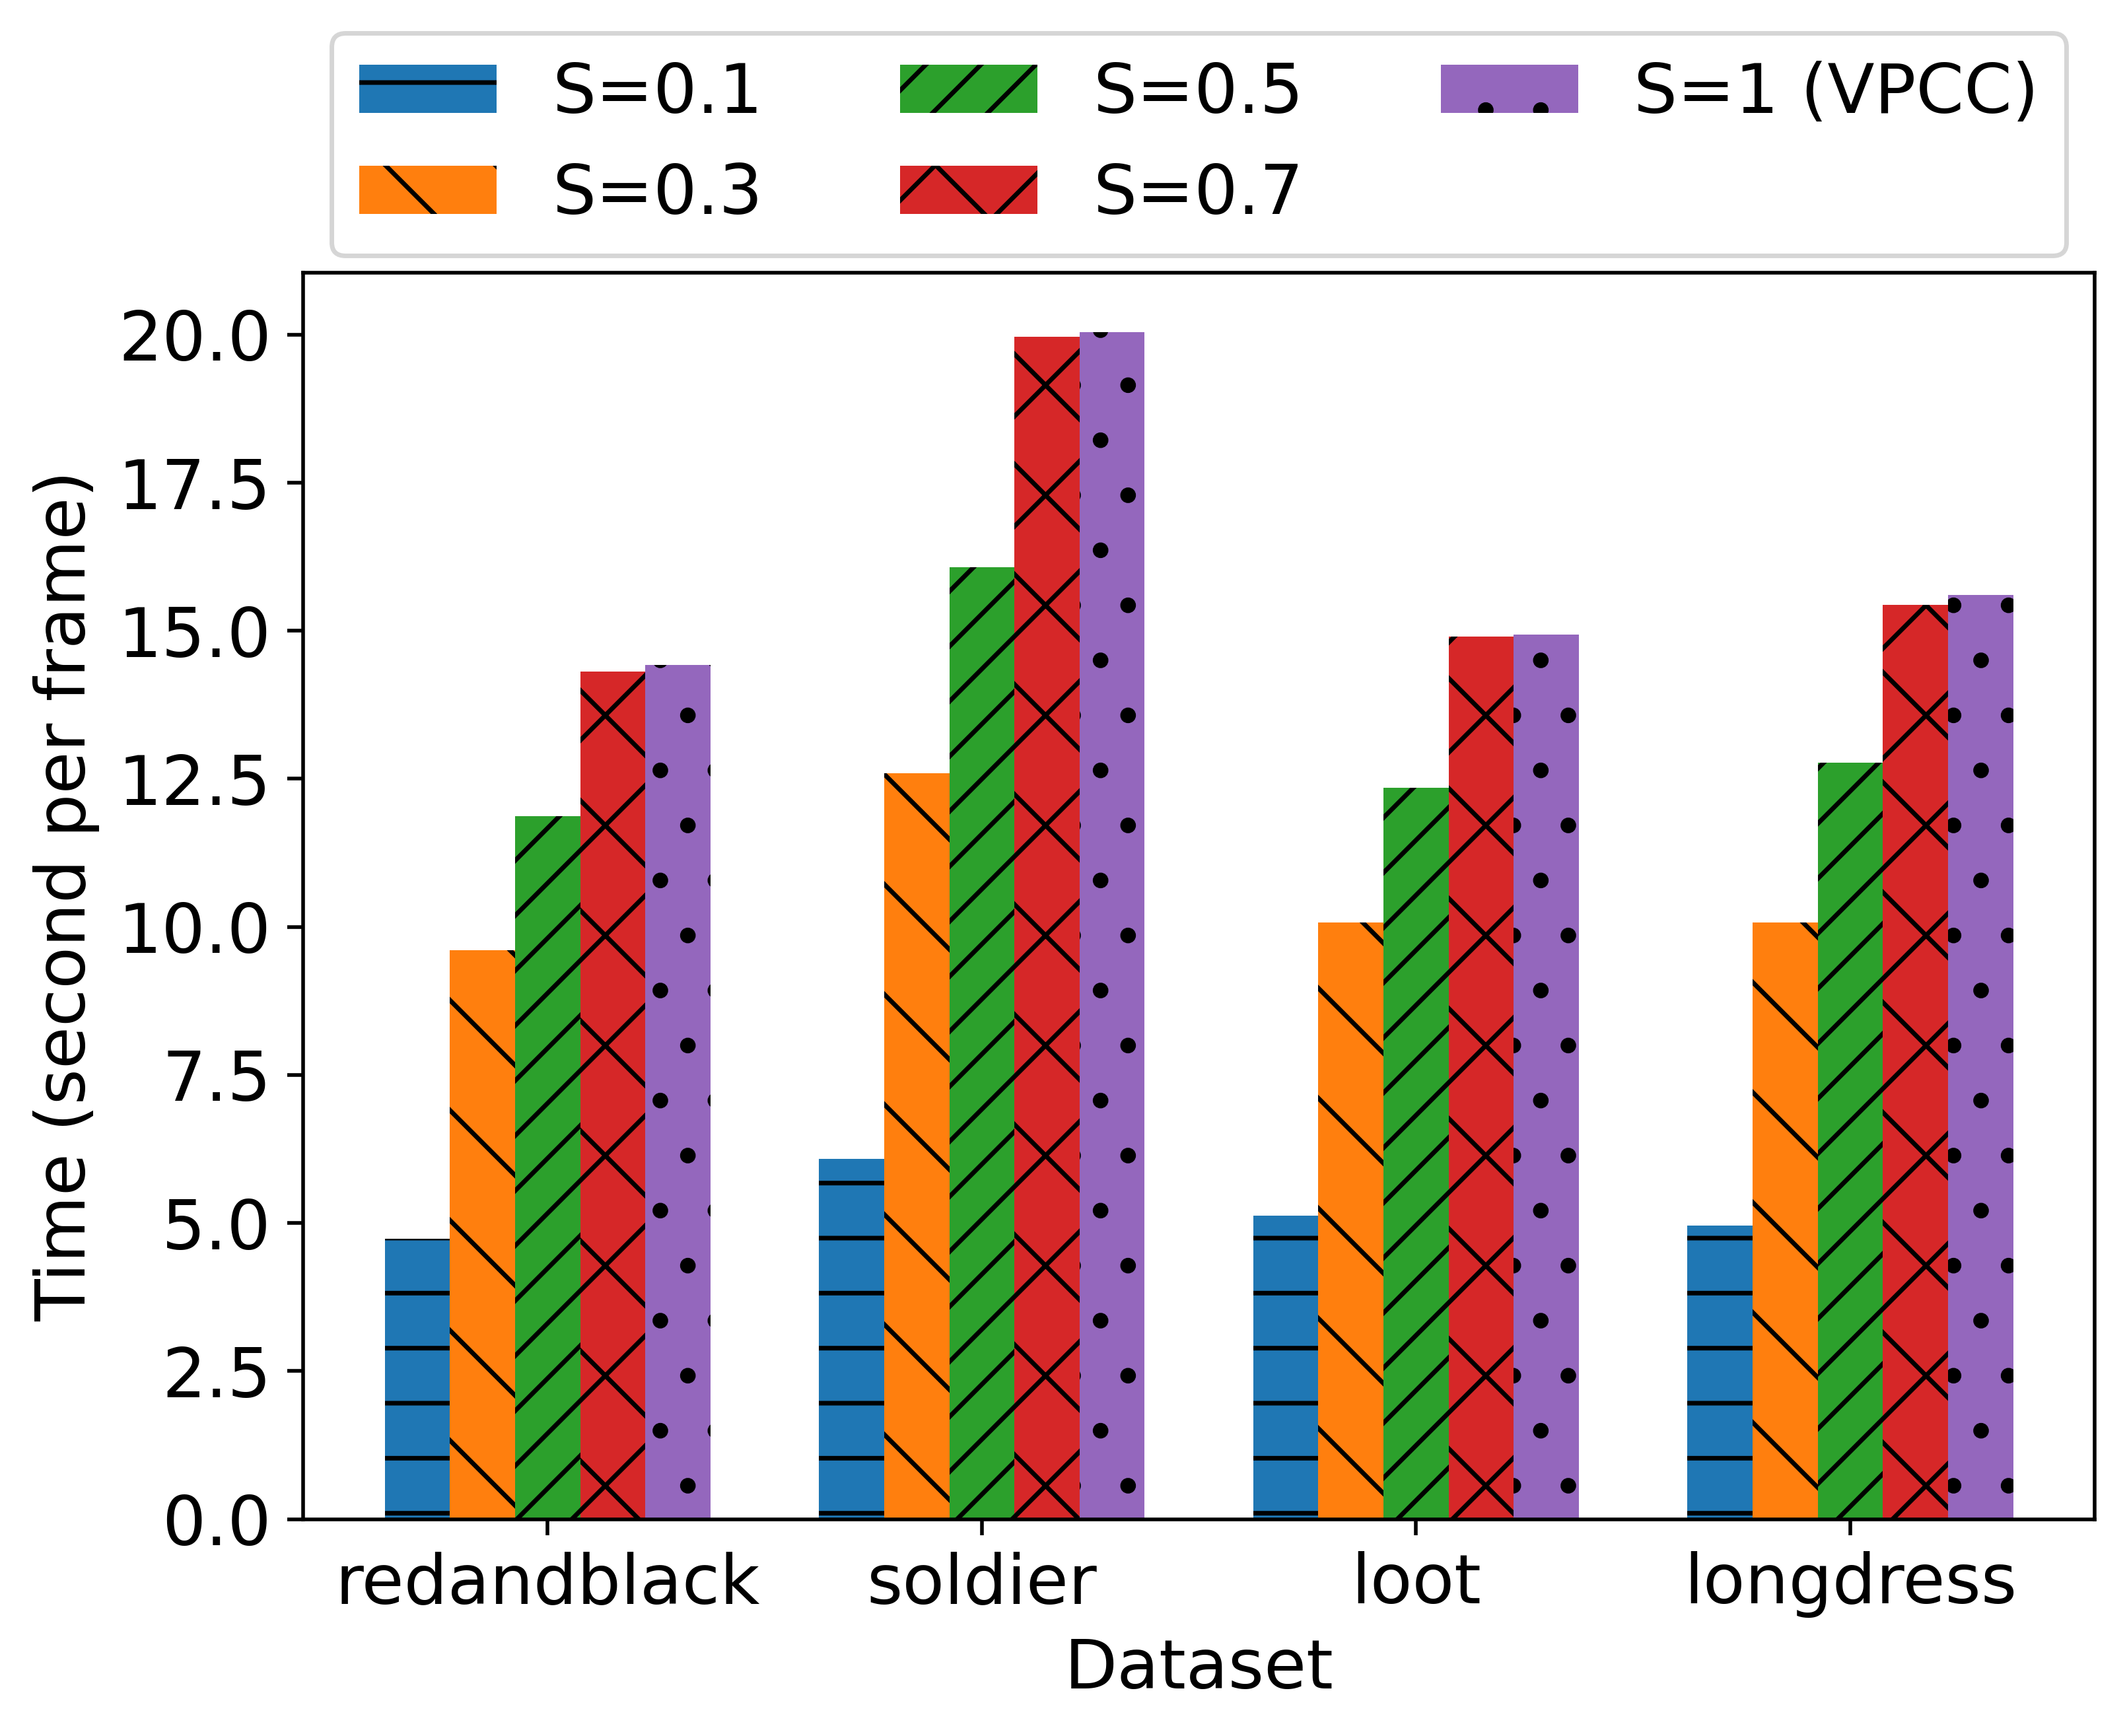 S=0.1 S=0.5 S=1 (VPCC)
S=0.3 S=0.7
Time (second per frame)
20.0
17.5
15.0
12.5
10.0
7.5
5.0
2.5
0.0
redandblack soldier loot longdress
Dataset